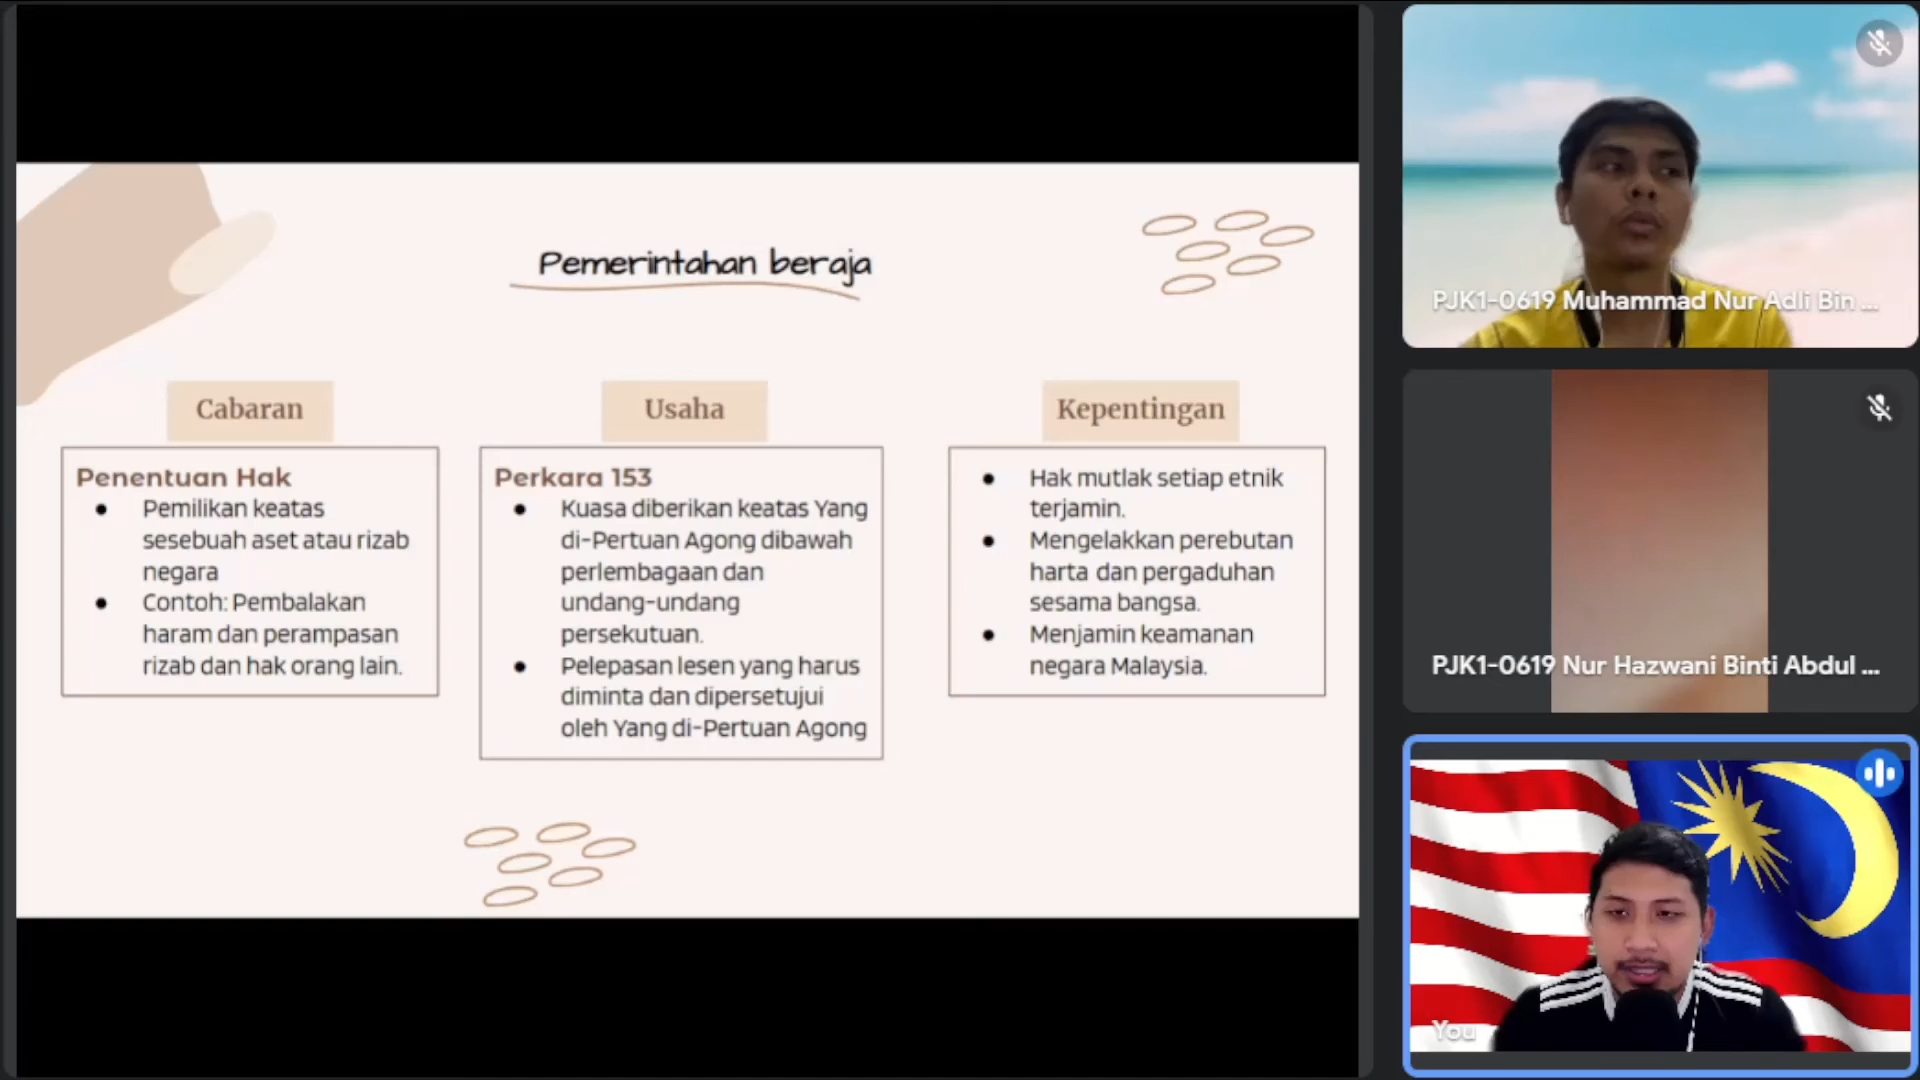 Pemerintahan beraja
Cabaran
Penentuan Hak
● Pemilikan keatas
sesebuah aset atau rizab
negara
● Contoh: Pembalakan
haram dan perampasan
rizab dan hak orang lain.
Usaha
Perkara 153
● Kuasa diberikan keatas Yang
di-Pertuan Agong dibawah
perlembagaan dan
undang-undang
persekutuan.
● Pelepasan lesen yang harus
diminta dan dipersetujui
oleh Yang di-Pertuan Agong
Kepentingan
● Hak mutlak setiap etnik
terjamin.
● Mengelakkan perebutan
harta dan pergaduhan
sesama bangsa.
● Menjamin keamanan
negara Malaysia.
PJK1-0619 Muhammad Nur Adli Bin ...
PJK1-0619 Nur Hazwani Binti Abdul ...
You